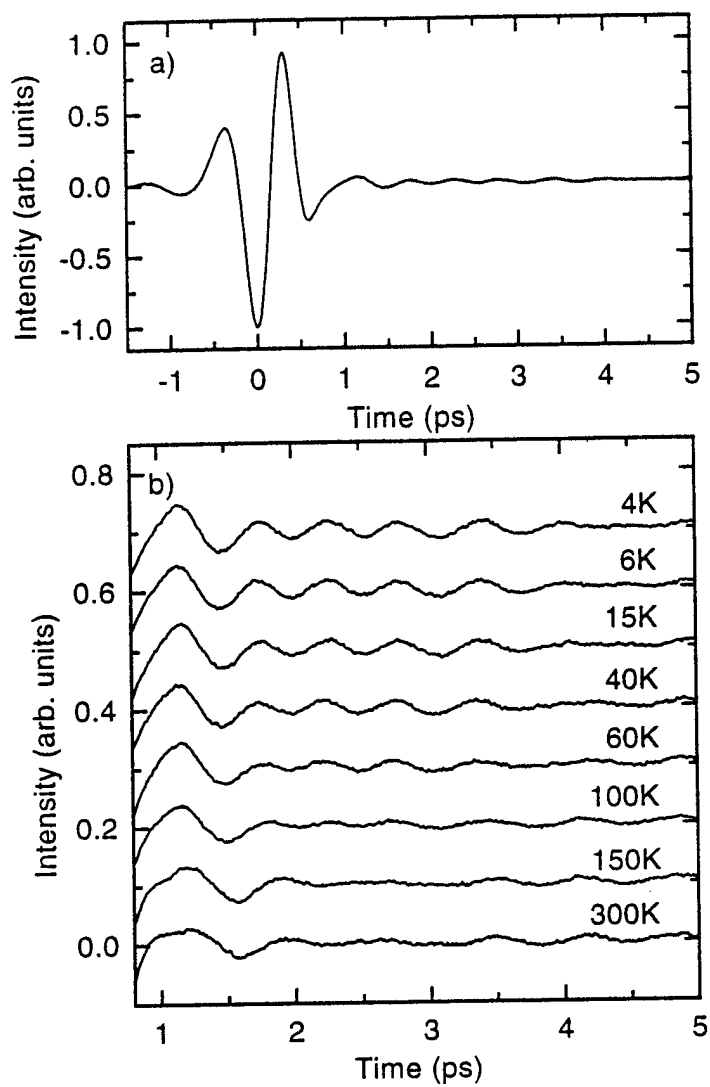 a)
Intensity (arb. units)
1.0
0.5
0.0
-0.5
-1.0
-1 0 1 2 3 4 5
Time (ps)
b)
Intensity (arb. units)
0.8
0.6
0.4
0.2
0.0
4K
6K
15K
40K
60K
100K
150K
300K
1 2 3 4 5
Time (ps)